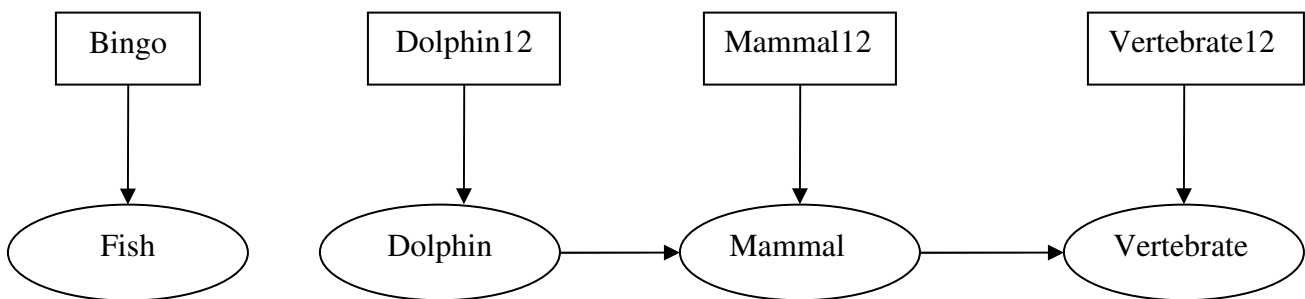 Bingo
Dolphin12
Mammal12
Vertebrate12
Fish
Dolphin
Mammal
Vertebrate